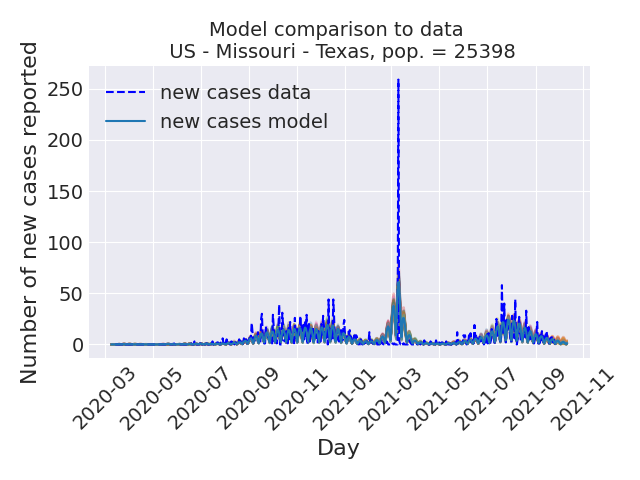 Model comparison to data
US - Missouri - Texas, pop. = 25398
Number of new cases reported
250
200
150
100
50
0
new cases data
new cases model
2020-03
2020-05
2020-07
2020-09
2020-11
2021-01
2021-03
2021-05
2021-07
2021-09
2021-11
Day